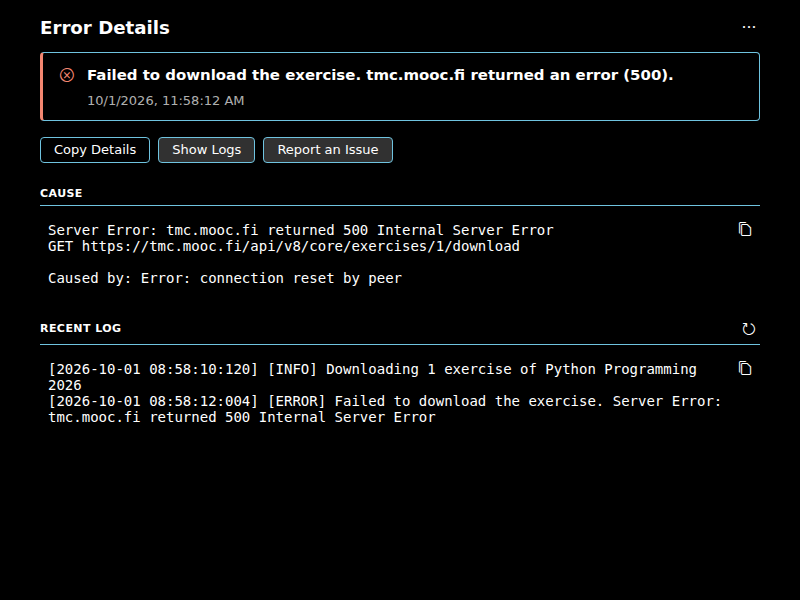 Error Details
...
Failed to download the exercise. tmc.mooc.fi returned an error (500).
10/1/2026, 11:58:12 AM
Copy Details
Show Logs
Report an Issue
CAUSE
Server Error: tmc.mooc.fi returned 500 Internal Server Error
GET https://tmc.mooc.fi/api/v8/core/exercises/1/download
Caused by: Error: connection reset by peer
RECENT LOG
[2026-10-01 08:58:10:120] [INFO] Downloading 1 exercise of Python Programming
2026
[2026-10-01 08:58:12:004] [ERROR] Failed to download the exercise. Server Error:
tmc.mooc.fi returned 500 Internal Server Error